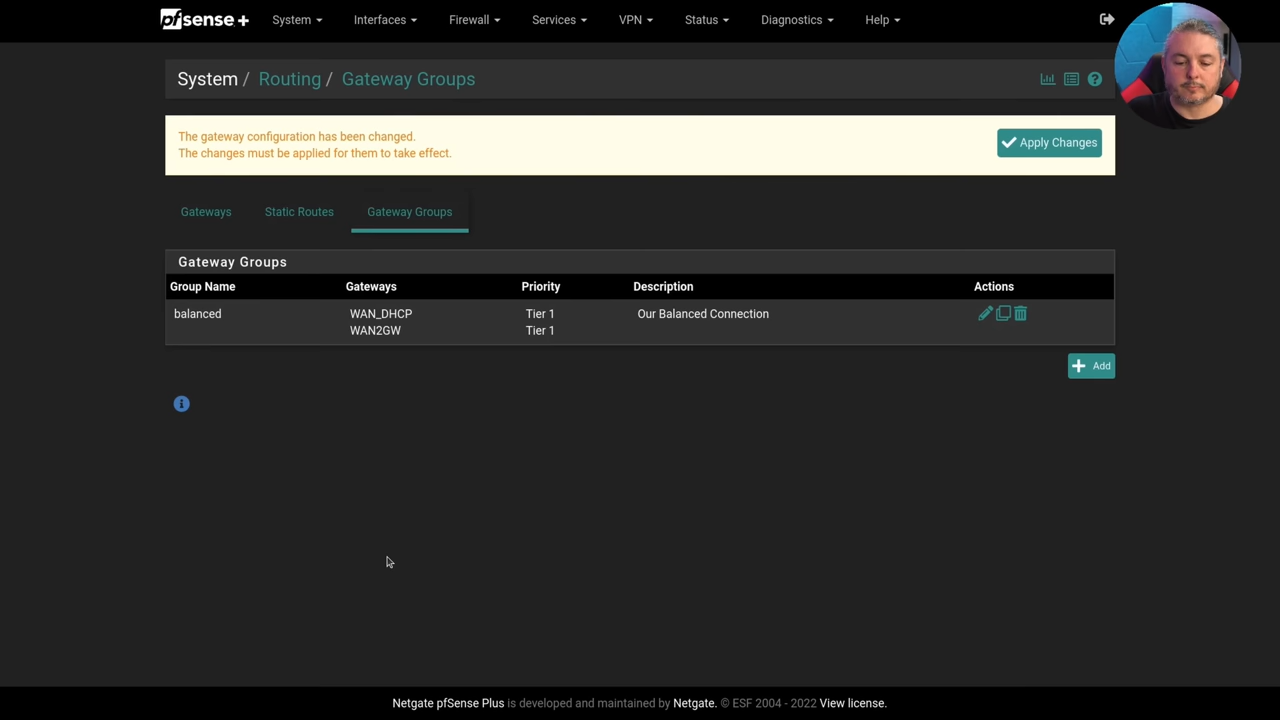 pfsense + System Interfaces Firewall Services VPN Status Diagnostics Help
System / Routing / Gateway Groups
The gateway configuration has been changed.
The changes must be applied for them to take effect.
Apply Changes
Gateways Static Routes Gateway Groups
Gateway Groups
Group Name Gateways Priority Description Actions
balanced WAN_DHCP Tier 1 Our Balanced Connection
WAN2GW Tier 1
Add
Netgate pfSense Plus is developed and maintained by Netgate. © ESF 2004 - 2022 View license.